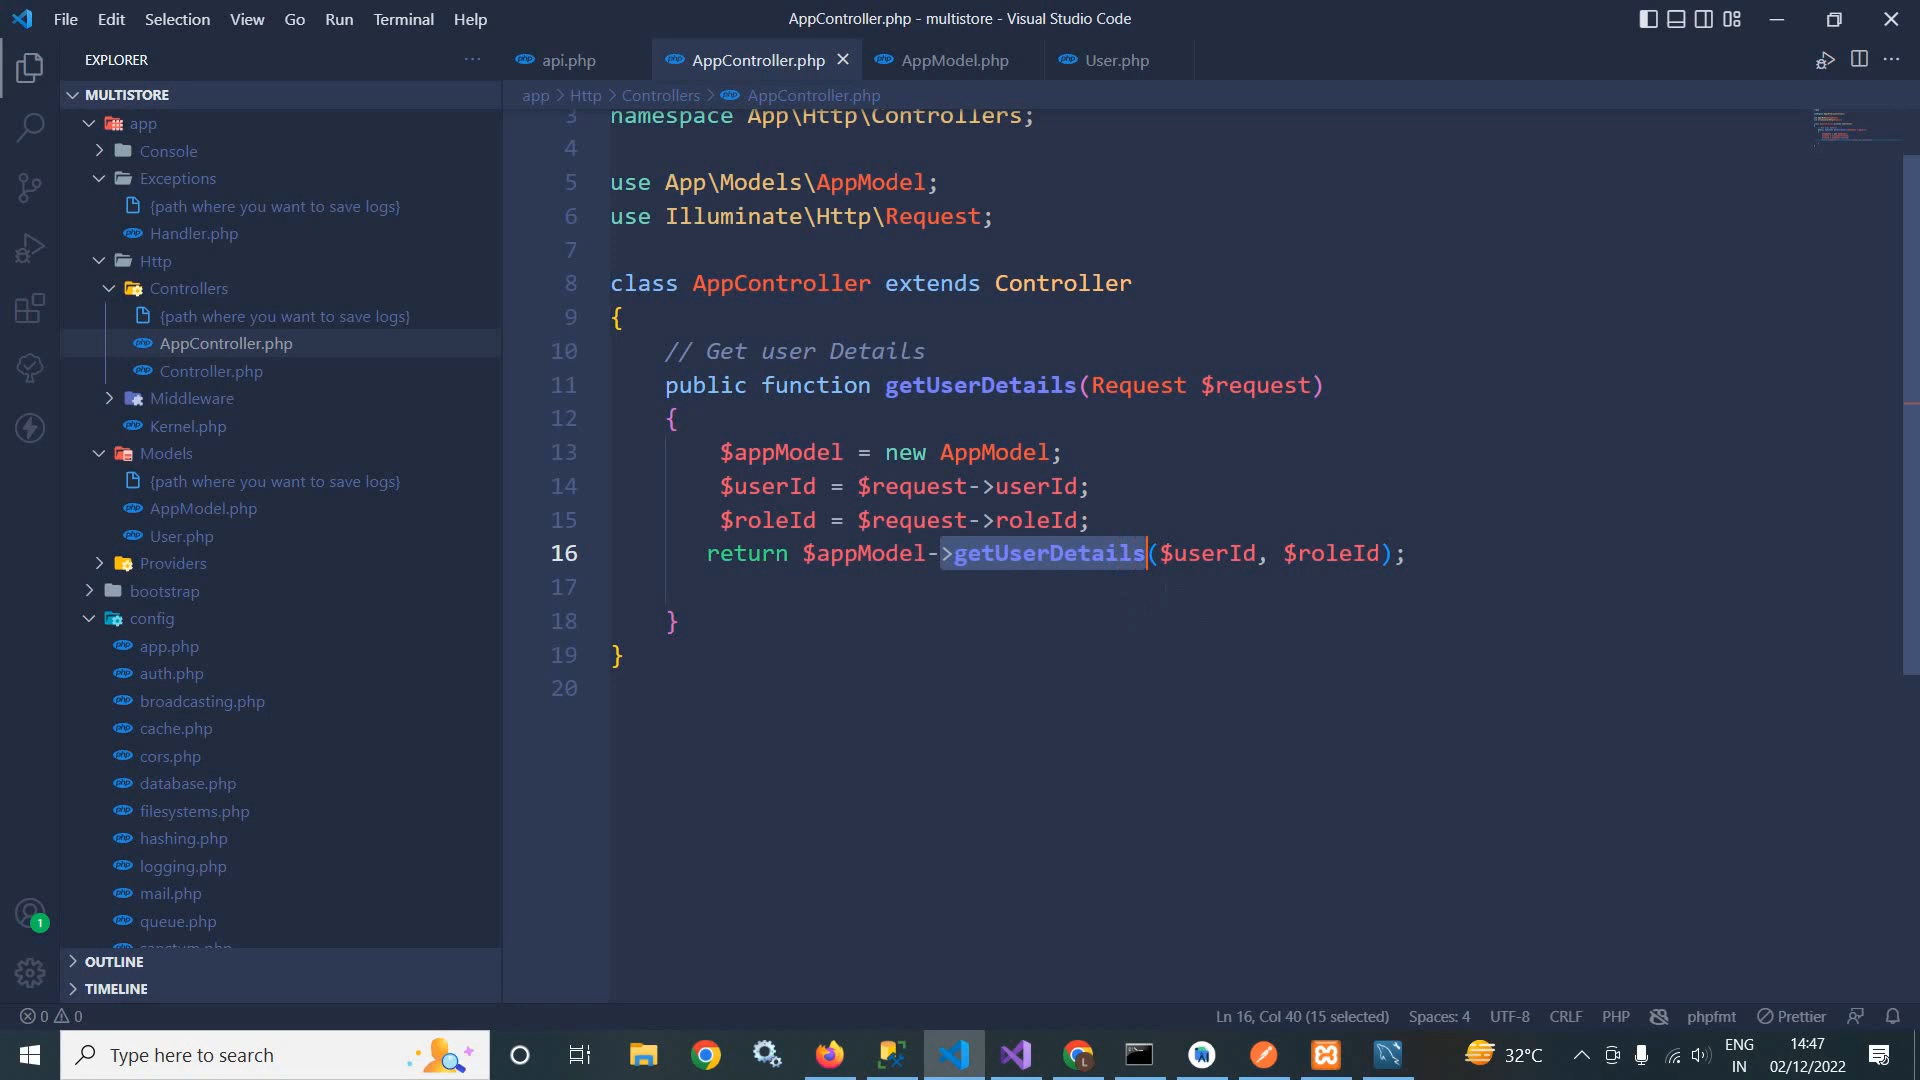 File Edit Selection View Go Run Terminal Help
AppController.php - multistore - Visual Studio Code
EXPLORER
api.php
AppController.php
AppModel.php
User.php
MULTISTORE
app > Http > Controllers > AppController.php
app
Console
Exceptions
{path where you want to save logs}
Handler.php
Http
Controllers
{path where you want to save logs}
AppController.php
Controller.php
Middleware
Kernel.php
Models
{path where you want to save logs}
AppModel.php
User.php
Providers
bootstrap
config
app.php
auth.php
broadcasting.php
cache.php
cors.php
database.php
filesystems.php
hashing.php
logging.php
mail.php
queue.php
sanctum.php
OUTLINE
TIMELINE
3 namespace App\Http\Controllers;
4
5 use App\Models\AppModel;
6 use Illuminate\Http\Request;
7
8 class AppController extends Controller
9 {
10 // Get user Details
11 public function getUserDetails(Request $request)
12 {
13 $appModel = new AppModel;
14 $userId = $request->userId;
15 $roleId = $request->roleId;
16 return $appModel->getUserDetails($userId, $roleId);
17
18 }
19 }
20
1
0 0
Ln 16, Col 40 (15 selected)
Spaces: 4
UTF-8
CRLF
PHP
phpfmt
Prettier
Type here to search
32°C
ENG
IN
14:47
02/12/2022